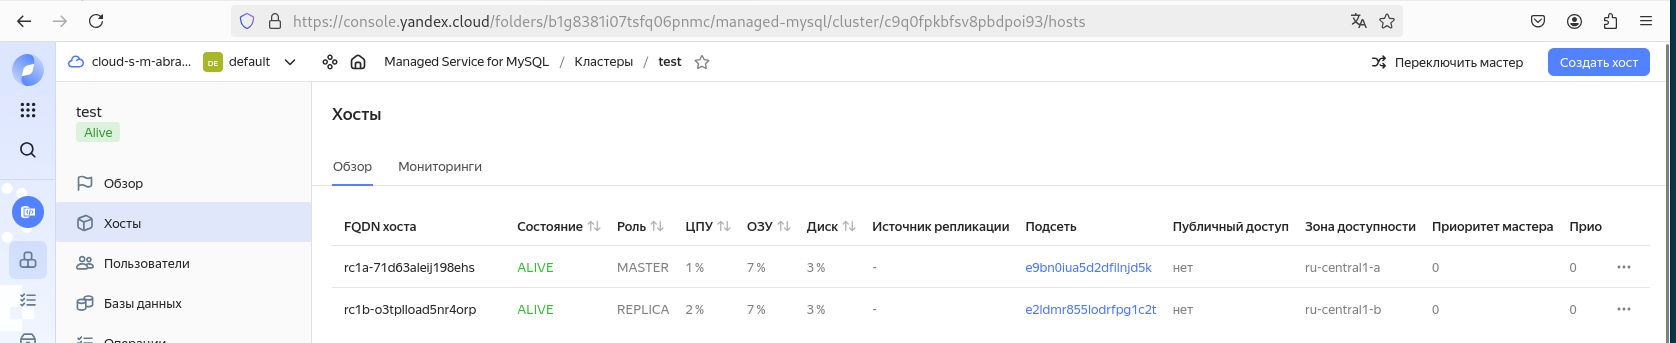 https://console.yandex.cloud/folders/b1g8381i07tsfq06pnmc/managed-mysql/cluster/c9q0fpkbfsv8pbdpoi93/hosts
cloud-s-m-abra... DE default Managed Service for MySQL / Кластеры / test Переключить мастер Создать хост
test
Alive
Обзор
Хосты
Пользователи
Базы данных
Операции
Хосты
Обзор Мониторинги
FQDN хоста Состояние Роль ЦПУ ОЗУ Диск Источник репликации Подсеть Публичный доступ Зона доступности Приоритет мастера Прио
rc1a-71d63aleij198ehs ALIVE MASTER 1 % 7 % 3 % - e9bn0iua5d2dfilnjd5k нет ru-central1-a 0 0
rc1b-o3tplload5nr4orp ALIVE REPLICA 2 % 7 % 3 % - e2ldmr855lodrfpg1c2t нет ru-central1-b 0 0